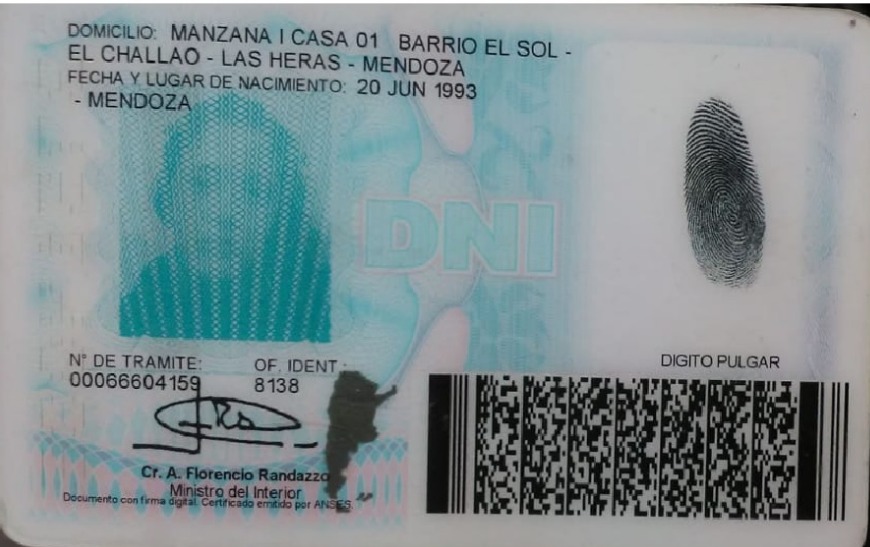 DOMICILIO: MANZANA I CASA 01 BARRIO EL SOL -
EL CHALLAO - LAS HERAS - MENDOZA
FECHA Y LUGAR DE NACIMIENTO: 20 JUN 1993
- MENDOZA
DNI
N° DE TRAMITE:
00066604159
OF. IDENT.:
8138
DIGITO PULGAR
Cr. A. Florencio Randazzo
Ministro del Interior
Documento con firma digital. Certificado emitido por ANSES.